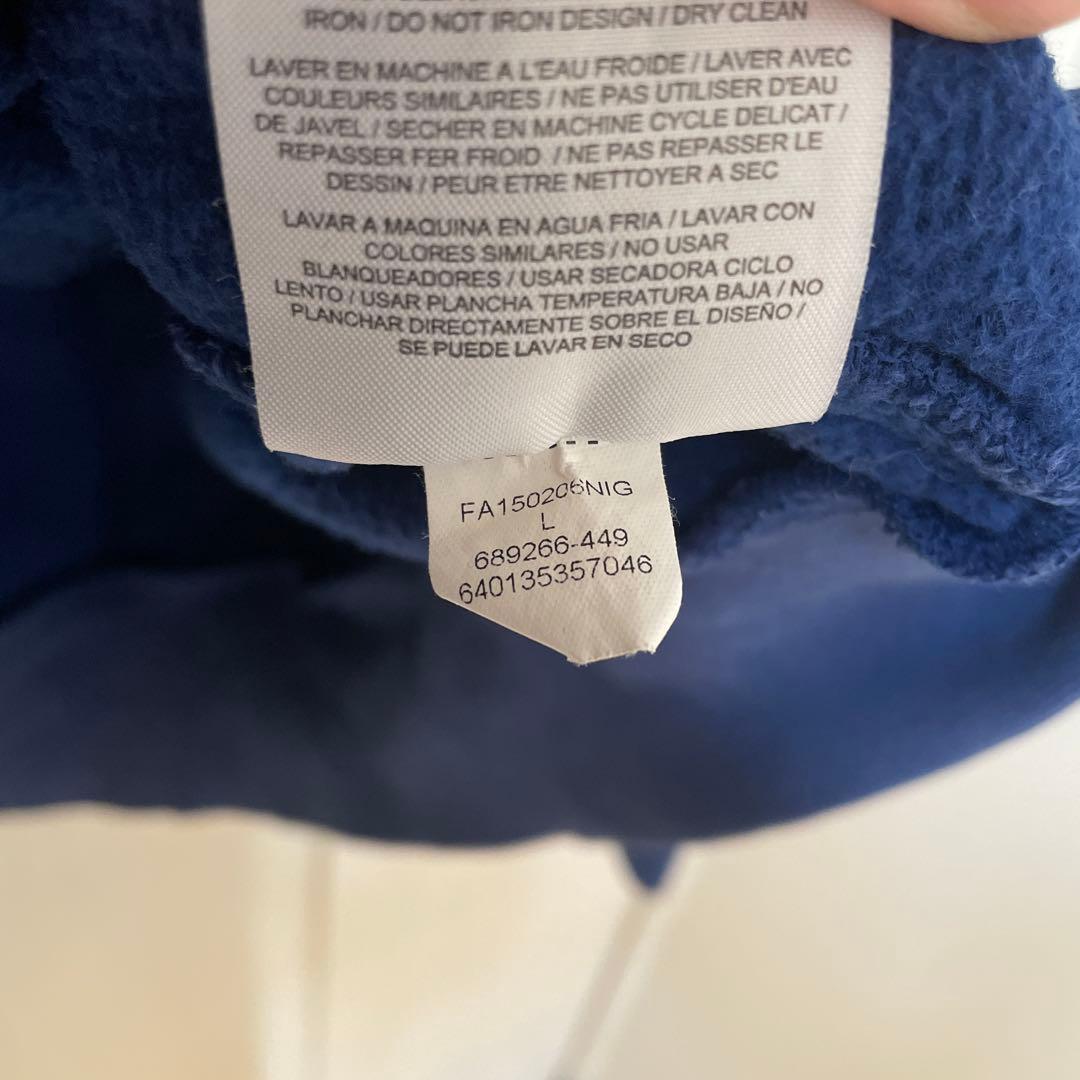 IRON / DO NOT IRON DESIGN / DRY CLEAN
LAVER EN MACHINE A L'EAU FROIDE / LAVER AVEC
COULEURS SIMILAIRES / NE PAS UTILISER D'EAU
DE JAVEL / SECHER EN MACHINE CYCLE DELICAT /
REPASSER FER FROID / NE PAS REPASSER LE
DESSIN / PEUR ETRE NETTOYER A SEC
LAVAR A MAQUINA EN AGUA FRIA / LAVAR CON
COLORES SIMILARES / NO USAR
BLANQUEADORES / USAR SECADORA CICLO
LENTO / USAR PLANCHA TEMPERATURA BAJA / NO
PLANCHAR DIRECTAMENTE SOBRE EL DISEÑO /
SE PUEDE LAVAR EN SECO
FA150206NIG
L
689266-449
640135357046